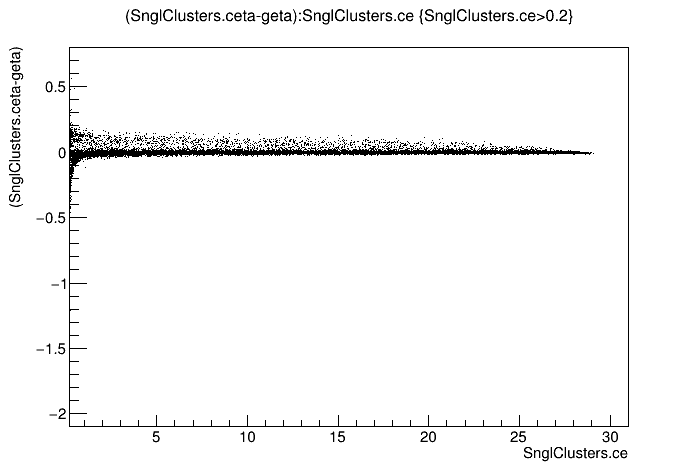 (SnglClusters.ceta-geta):SnglClusters.ce {SnglClusters.ce>0.2}
(SnglClusters.ceta-geta)
0.5
0
−0.5
−1
−1.5
−2
5 10 15 20 25 30
SnglClusters.ce